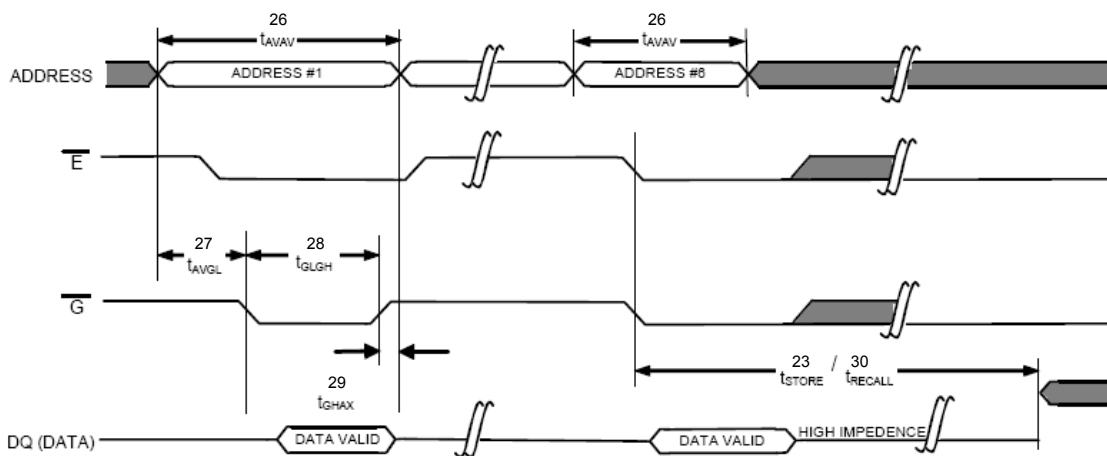 26 26
tAVAV tAVAV
ADDRESS ADDRESS #1 ADDRESS #6
E
27 28
tAVGL tGLGH
G
23 / 30
tSTORE tRECALL
29
tGHAX
DQ (DATA) DATA VALID DATA VALID HIGH IMPEDENCE